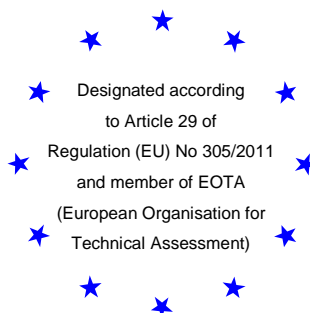 Designated according
to Article 29 of
Regulation (EU) No 305/2011
and member of EOTA
(European Organisation for
Technical Assessment)